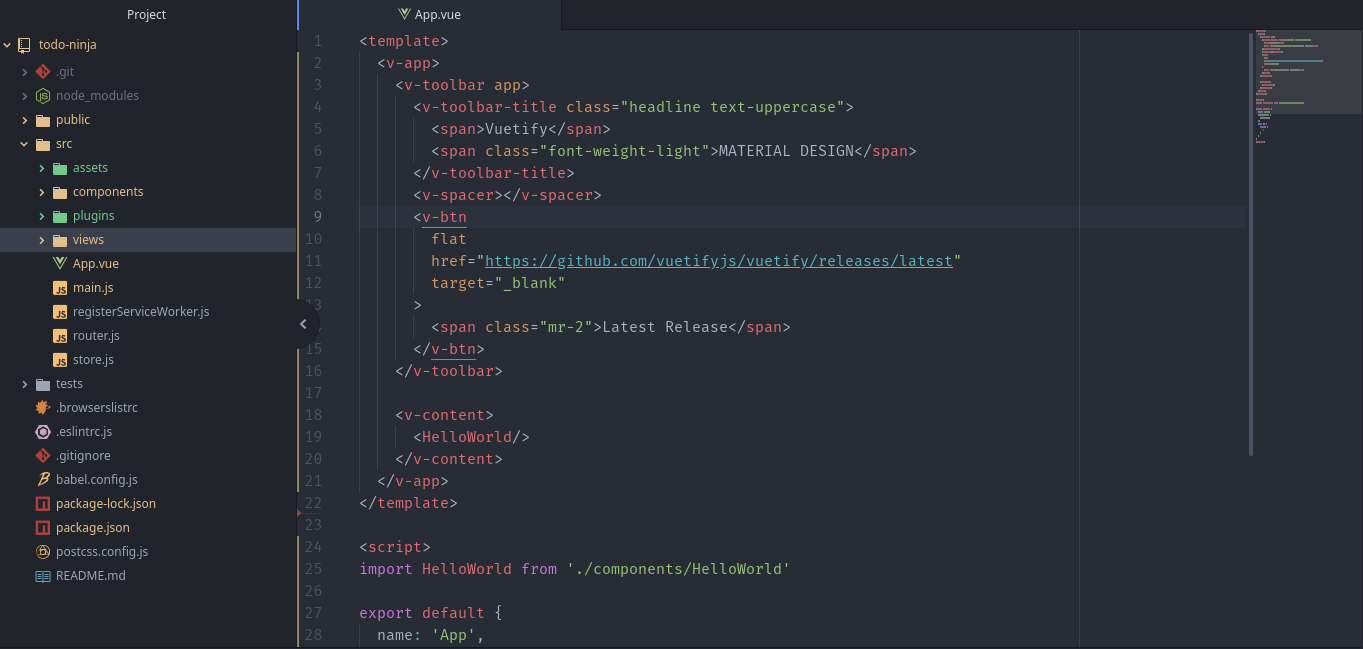 Project
todo-ninja
.git
node_modules
public
src
assets
components
plugins
views
App.vue
main.js
registerServiceWorker.js
router.js
store.js
tests
.browserslistrc
.eslintrc.js
.gitignore
babel.config.js
package-lock.json
package.json
postcss.config.js
README.md
App.vue
1 <template>
2 <v-app>
3 <v-toolbar app>
4 <v-toolbar-title class="headline text-uppercase">
5 <span>Vuetify</span>
6 <span class="font-weight-light">MATERIAL DESIGN</span>
7 </v-toolbar-title>
8 <v-spacer></v-spacer>
9 <v-btn
10 flat
11 href="https://github.com/vuetifyjs/vuetify/releases/latest"
12 target="_blank"
13 >
<span class="mr-2">Latest Release</span>
15 </v-btn>
16 </v-toolbar>
17
18 <v-content>
19 <HelloWorld/>
20 </v-content>
21 </v-app>
22 </template>
23
24 <script>
25 import HelloWorld from './components/HelloWorld'
26
27 export default {
28 name: 'App',